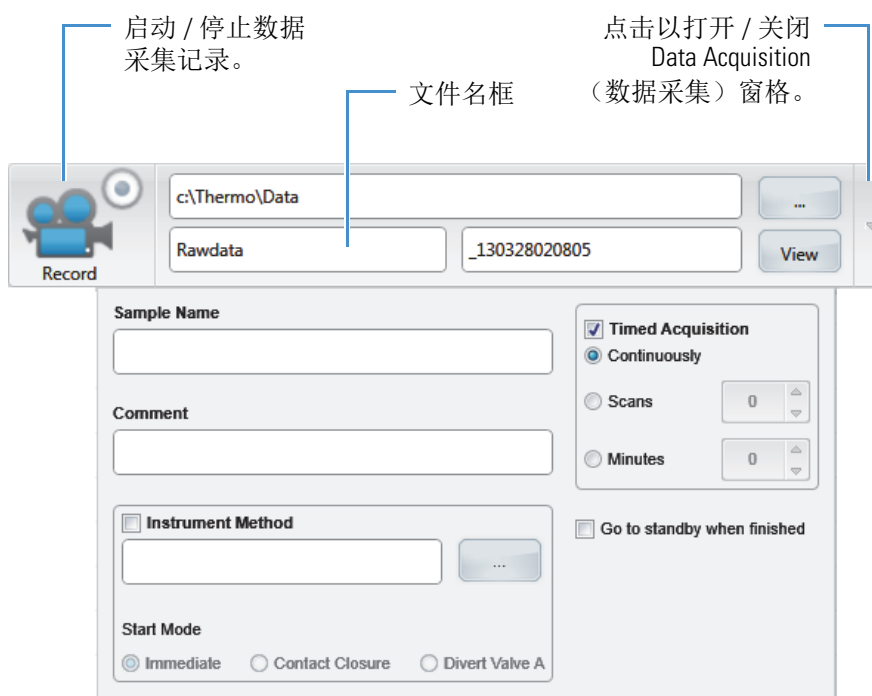 启动 / 停止数据
采集记录。
文件名框
点击以打开 / 关闭
Data Acquisition
（数据采集）窗格。
Record
c:\Thermo\Data
...
Rawdata
_130328020805
View
Sample Name
Comment
Instrument Method
...
Start Mode
Immediate
Contact Closure
Divert Valve A
Timed Acquisition
Continuously
Scans
0
Minutes
0
Go to standby when finished